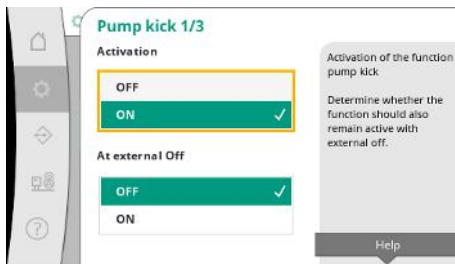 Pump kick 1/3
Activation
OFF
ON
At external Off
OFF
ON
Activation of the function
pump kick
Determine whether the
function should also
remain active with
external off.
Help